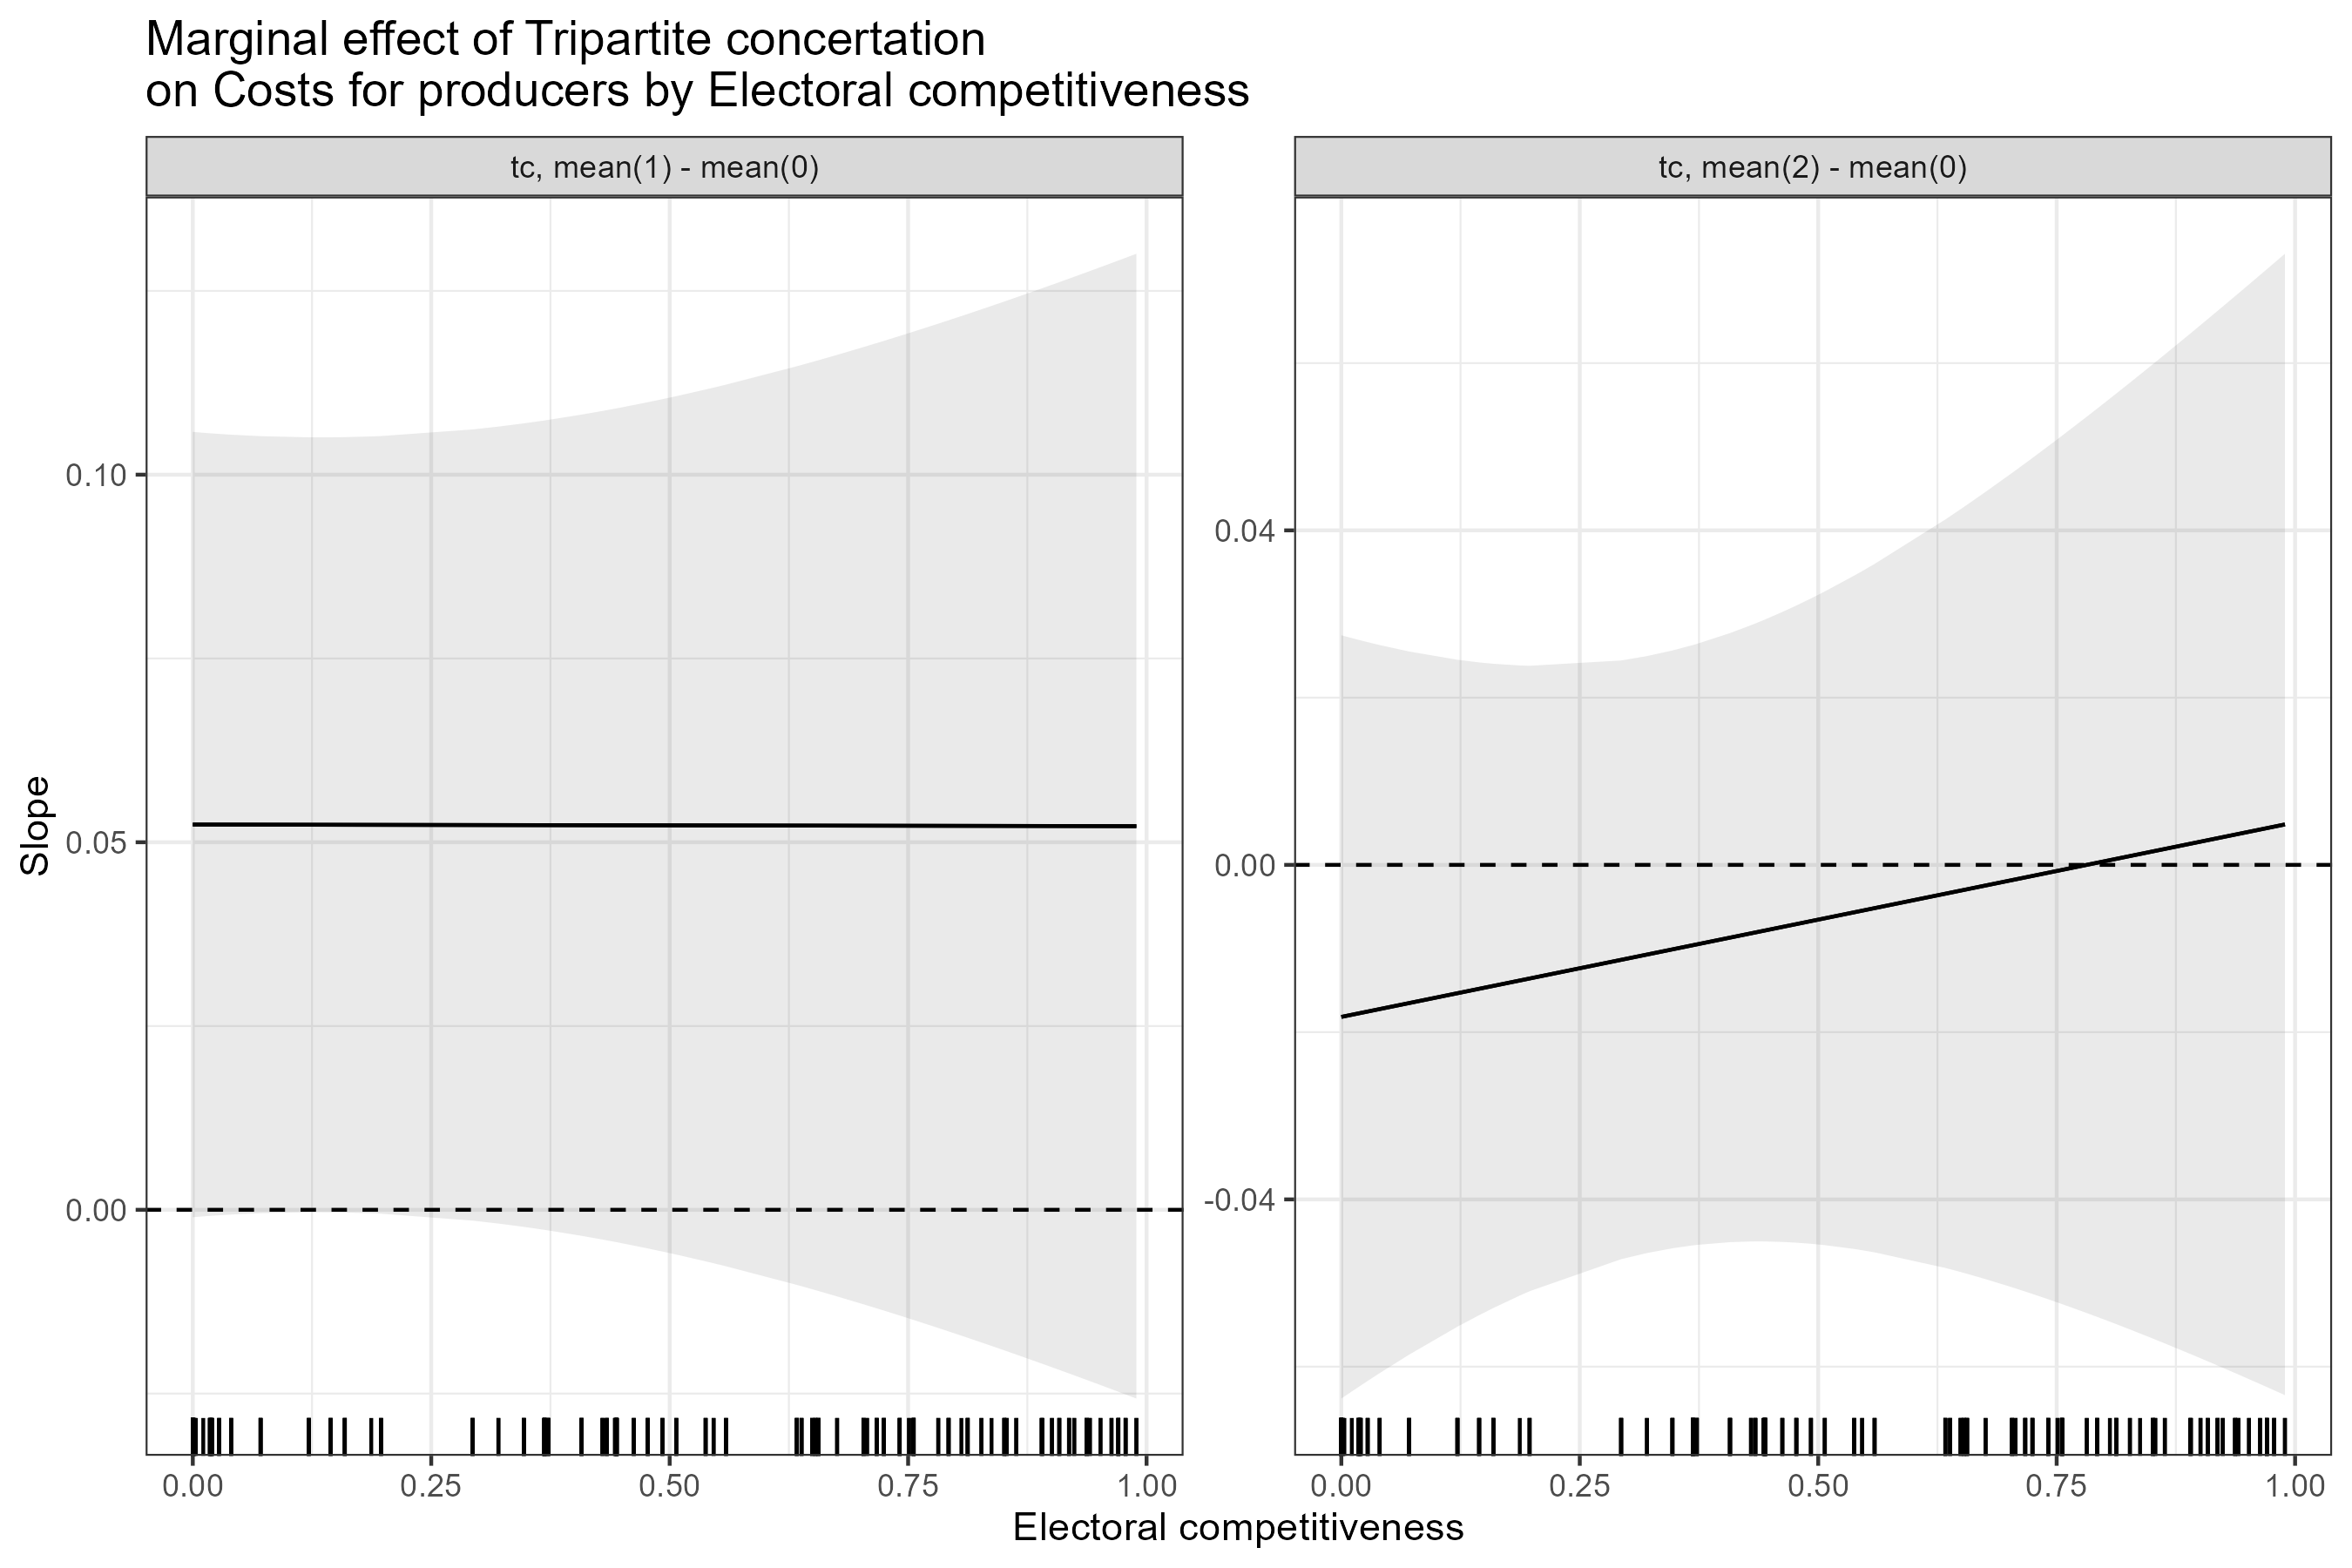 Marginal effect of Tripartite concertation
on Costs for producers by Electoral competitiveness
tc, mean(1) - mean(0)
tc, mean(2) - mean(0)
Slope
0.10
0.05
0.00
0.04
0.00
-0.04
0.00 0.25 0.50 0.75 1.00
0.00 0.25 0.50 0.75 1.00
Electoral competitiveness